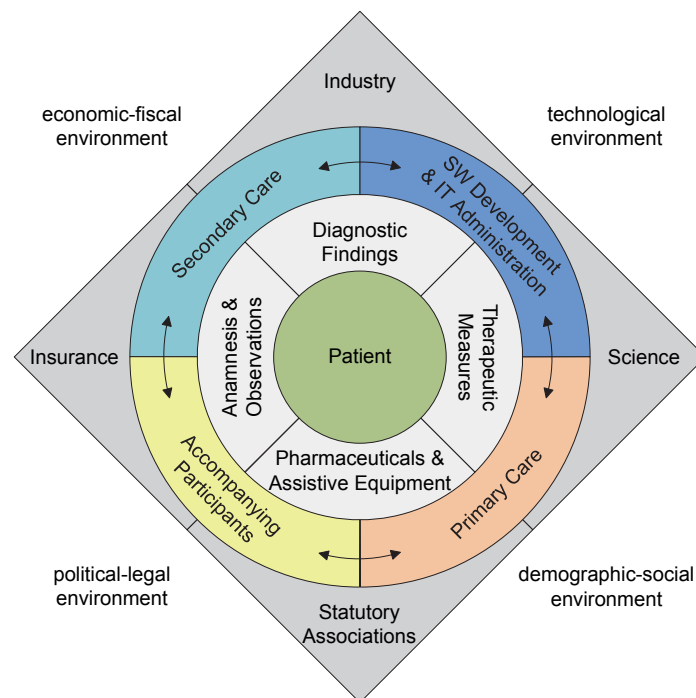 Industry
economic-fiscal
environment
technological
environment
Secondary Care
SW Development
& IT Administration
Diagnostic
Findings
Anamnesis &
Observations
Therapeutic
Measures
Insurance
Patient
Science
Pharmaceuticals &
Assistive Equipment
Accompanying
Participants
Primary Care
political-legal
environment
demographic-social
environment
Statutory
Associations